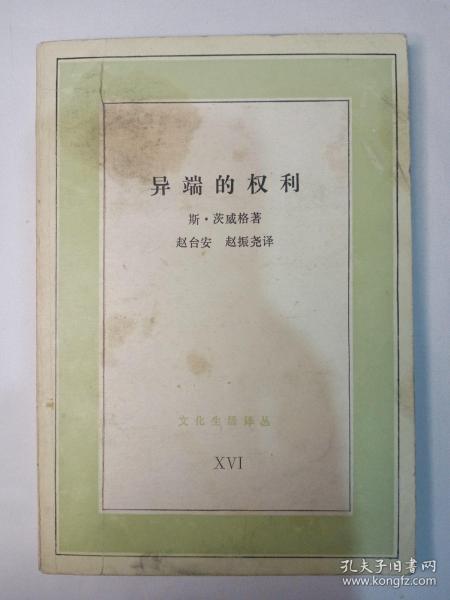 异端的权利
斯·茨威格著
赵台安 赵振尧译
文化生活译丛
XVI
孔夫子旧书网
www.kongfz.com